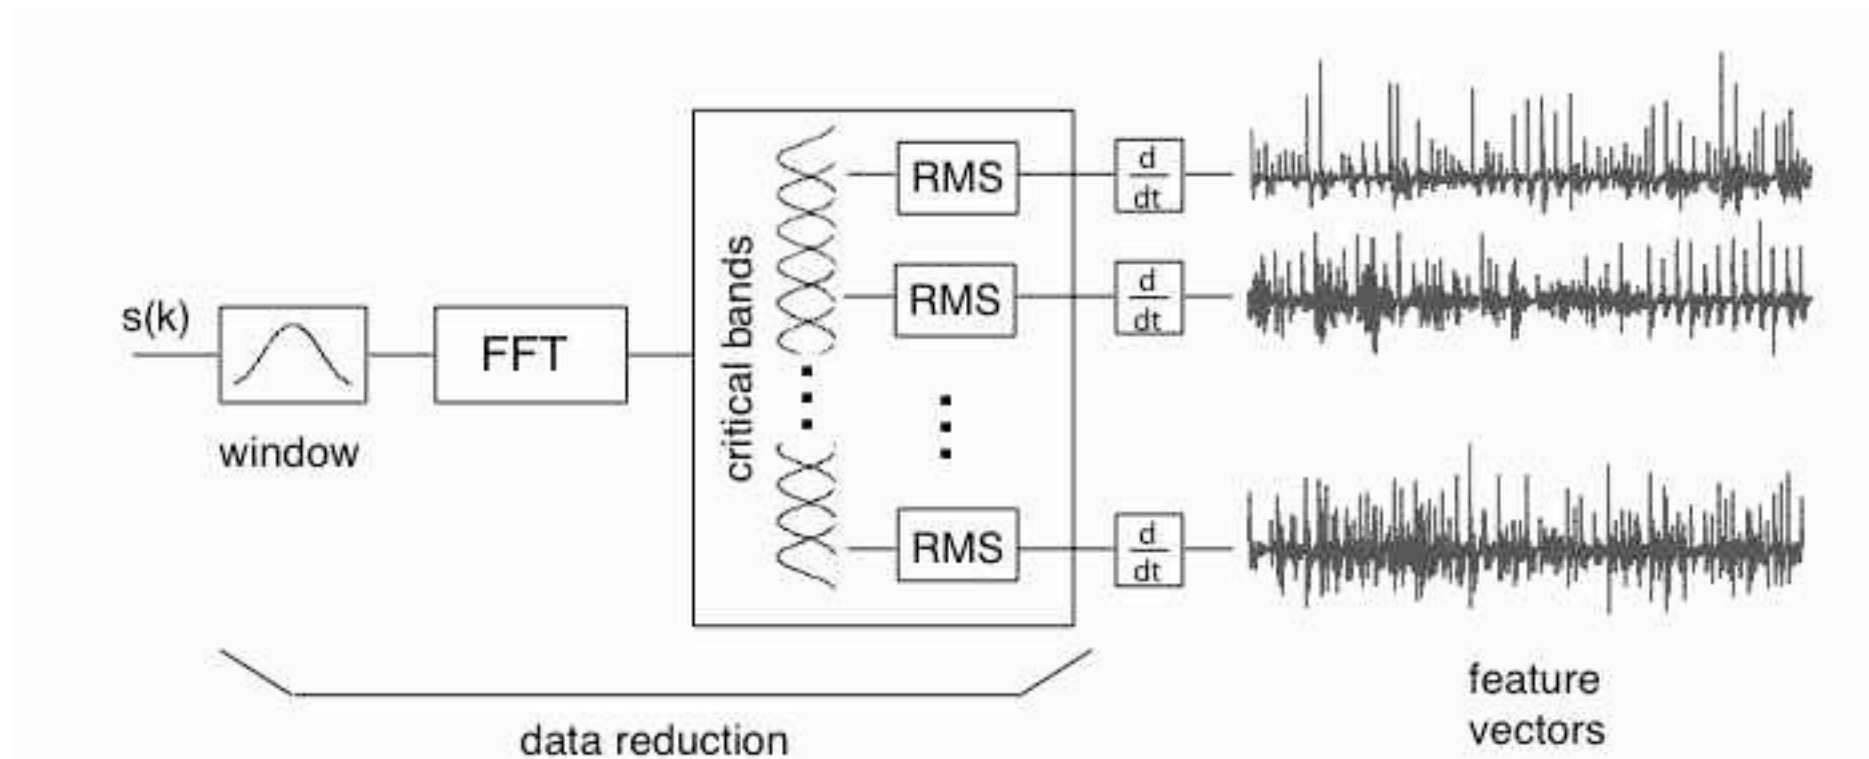 s(k)
window
FFT
critical bands
RMS
d
dt
RMS
d
dt
RMS
d
dt
data reduction
feature
vectors